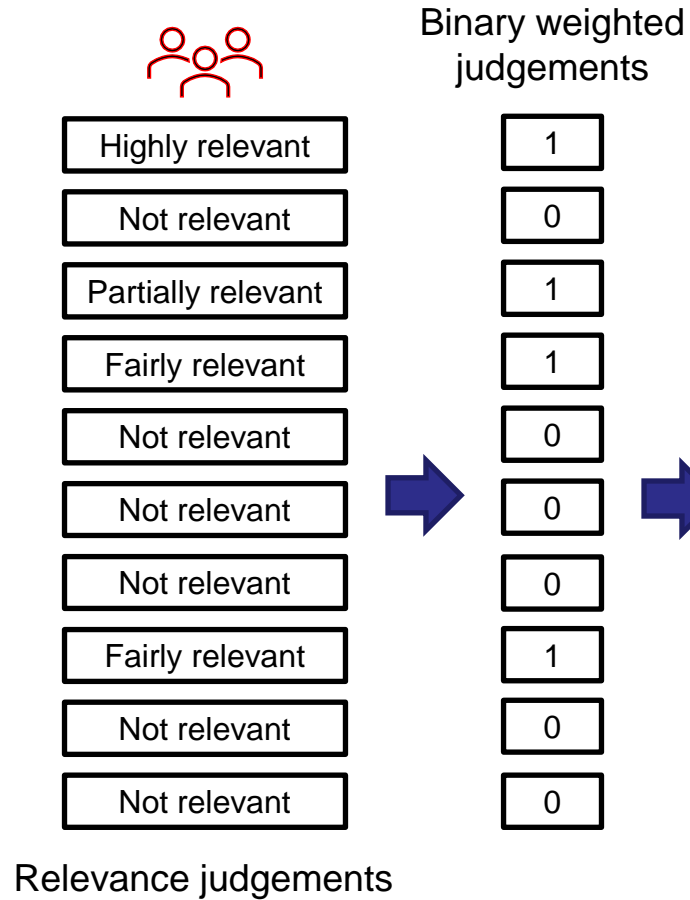 Binary weighted
judgements
Highly relevant
1
Not relevant
0
Partially relevant
1
Fairly relevant
1
Not relevant
0
Not relevant
0
Not relevant
0
Fairly relevant
1
Not relevant
0
Not relevant
0
Relevance judgements